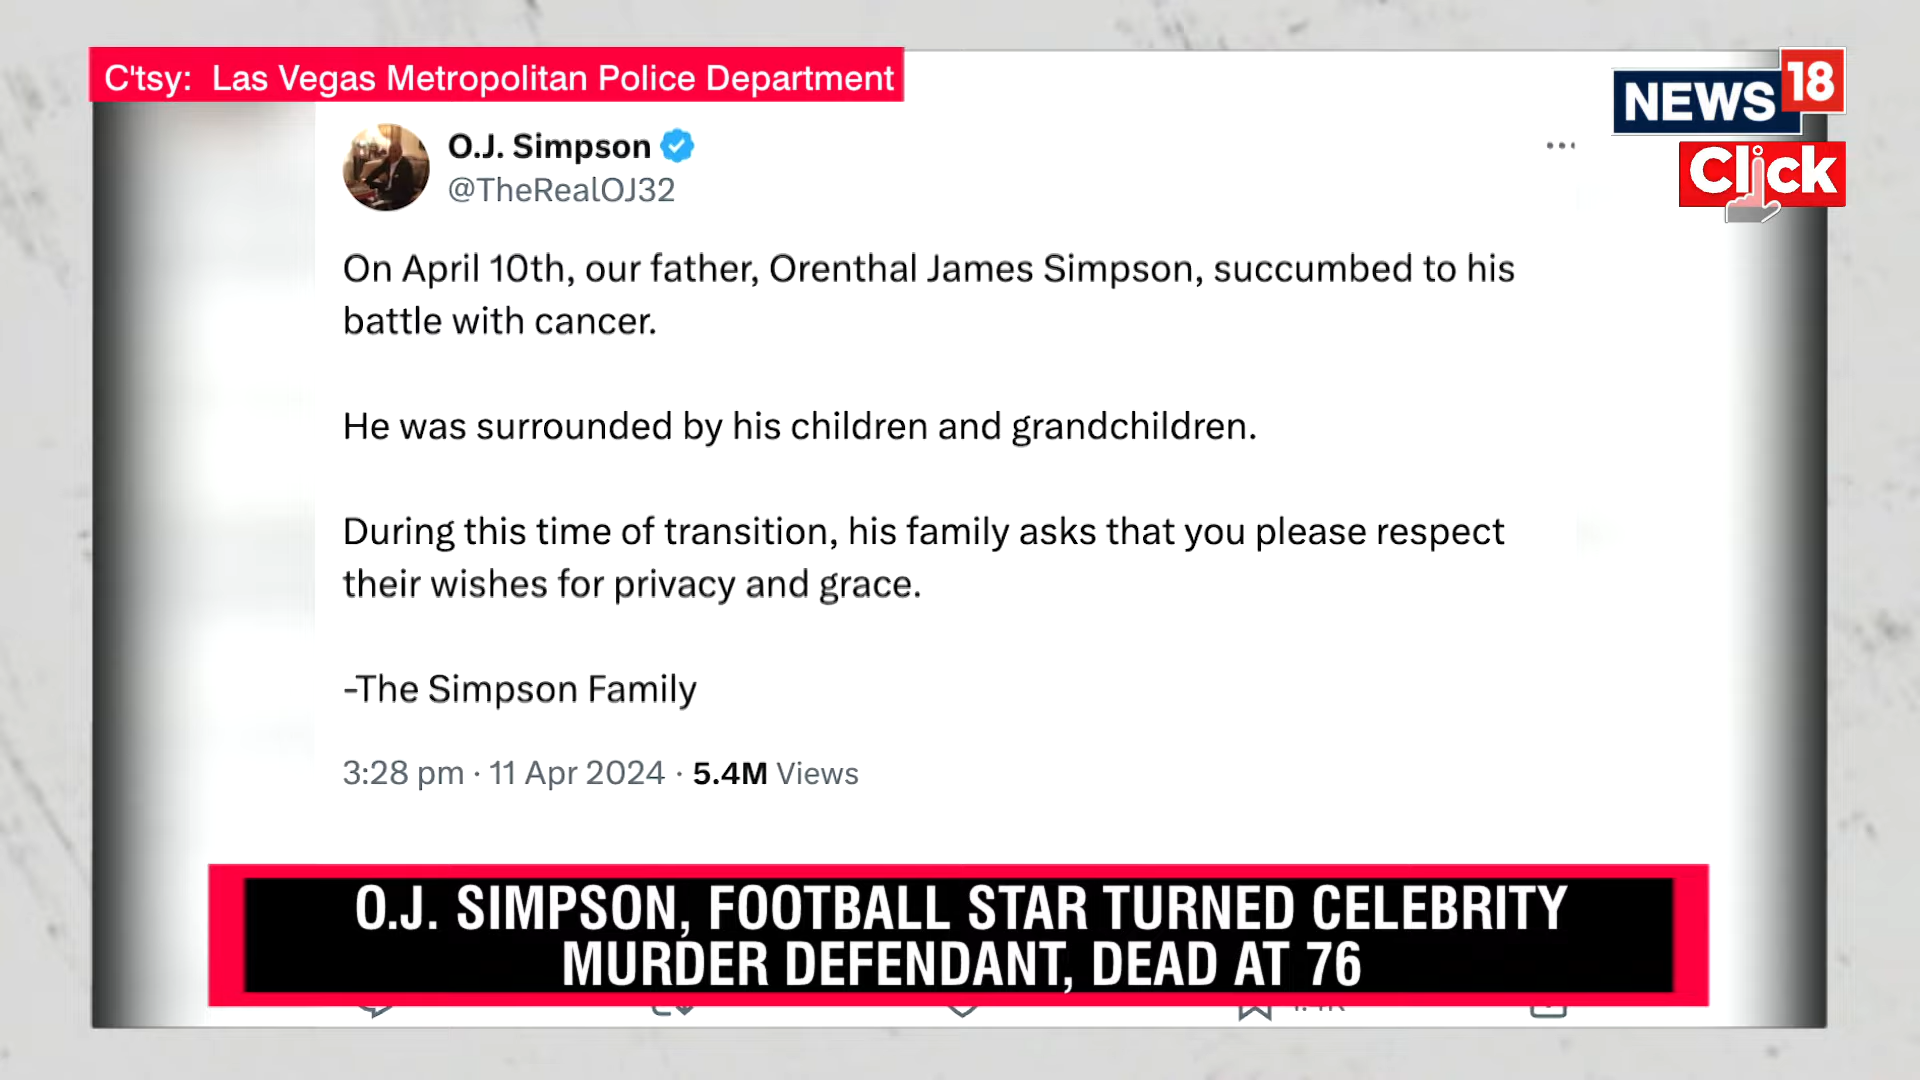 C'tsy: Las Vegas Metropolitan Police Department
NEWS 18
Click
O.J. Simpson
@TheRealOJ32
On April 10th, our father, Orenthal James Simpson, succumbed to his
battle with cancer.
He was surrounded by his children and grandchildren.
During this time of transition, his family asks that you please respect
their wishes for privacy and grace.
-The Simpson Family
3:28 pm · 11 Apr 2024 · 5.4M Views
O.J. SIMPSON, FOOTBALL STAR TURNED CELEBRITY
MURDER DEFENDANT, DEAD AT 76